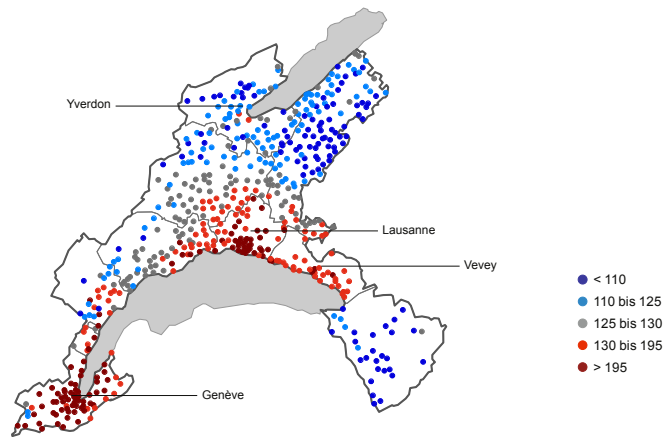 Yverdon
Lausanne
Vevey
Genève
< 110
110 bis 125
125 bis 130
130 bis 195
> 195